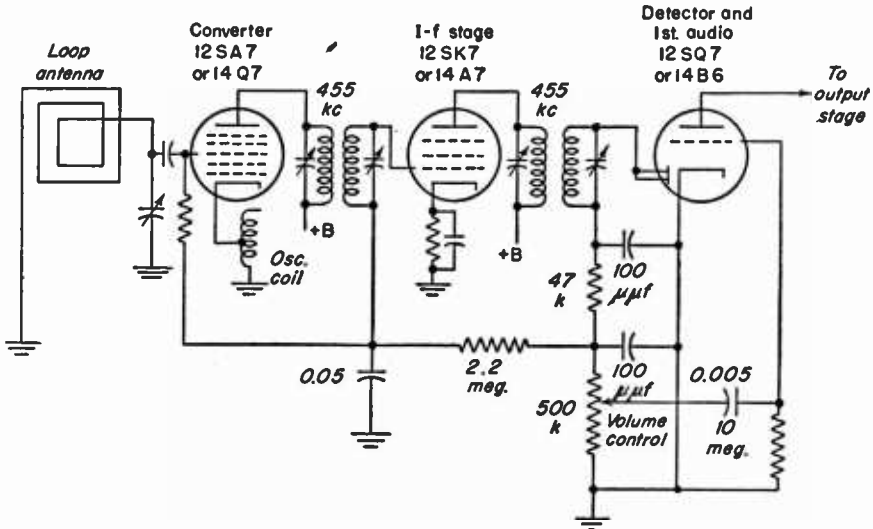 Loop
antenna
Converter
12SA7
or 14Q7
455
kc
+B
Osc.
coil
I-f stage
12SK7
or 14A7
455
kc
+B
Detector and
1st. audio
12SQ7
or 14B6
To
output
stage
47
k
100
μμf
0.05
2.2
meg.
100
μμf
500
k
Volume
control
0.005
10
meg.